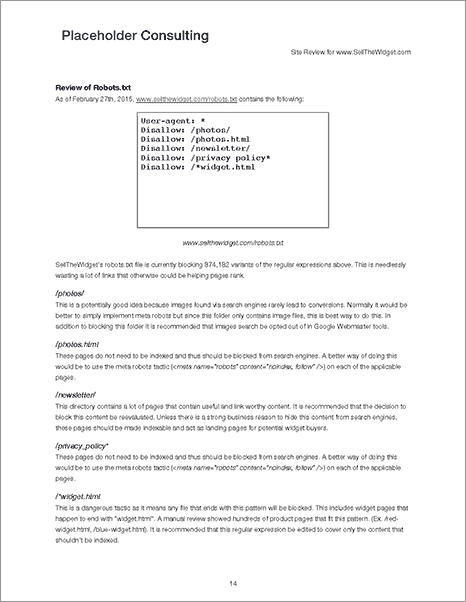 Placeholder Consulting
Site Review for www.SellTheWidget.com
Review of Robots.txt
As of February 27th, 2015, www.sellthewidget.com/robots.txt contains the following:
User-agent: *
Disallow: /photos/
Disallow: /photos.html
Disallow: /newsletter/
Disallow: /privacy policy*
Disallow: /*widget.html
www.sellthewidget.com/robots.txt
SellTheWidget's robots.txt file is currently blocking 874,182 variants of the regular expressions above. This is needlessly
wasting a lot of links that otherwise could be helping pages rank.
/photos/
This is a potentially good idea because images found via search engines rarely lead to conversions. Normally it would be
better to simply implement meta robots but since this folder only contains image files, this is best way to do this. In
addition to blocking this folder it is recommended that images search be opted out of in Google Webmaster tools.
/photos.html
These pages do not need to be indexed and thus should be blocked from search engines. A better way of doing this
would be to use the meta robots tactic (<meta name="robots" content="noindex, follow" />) on each of the applicable
pages.
/newsletter/
This directory contains a lot of pages that contain useful and link worthy content. It is recommended that the decision to
block this content be reevaluated. Unless there is a strong business reason to hide this content from search engines,
these pages should be made indexable and act as landing pages for potential widget buyers.
/privacy_policy*
These pages do not need to be indexed and thus should be blocked from search engines. A better way of doing this
would be to use the meta robots tactic (<meta name="robots" content="noindex, follow" />) on each of the applicable
pages.
/*widget.html
This is a dangerous tactic as it means any file that ends with this pattern will be blocked. This includes widget pages that
happen to end with "widget.html". A manual review showed hundreds of product pages that fit this pattern. (Ex. /red-
widget.html, /blue-widget.html). It is recommended that this regular expression be edited to cover only the content that
shouldn't be indexed.
14